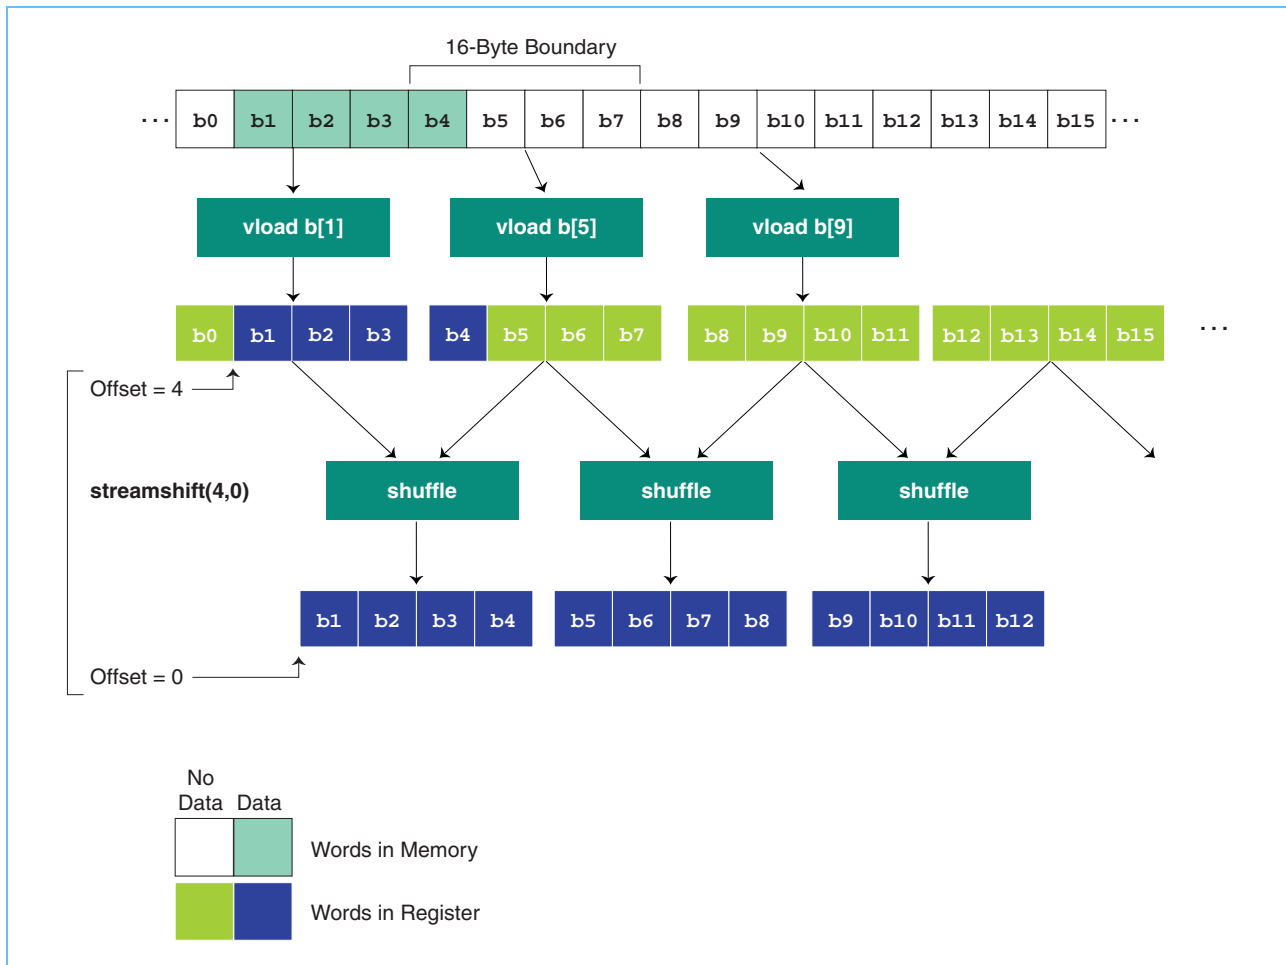 16-Byte Boundary
··· b0 b1 b2 b3 b4 b5 b6 b7 b8 b9 b10 b11 b12 b13 b14 b15 ···
vload b[1] vload b[5] vload b[9]
b0 b1 b2 b3 b4 b5 b6 b7 b8 b9 b10 b11 b12 b13 b14 b15 ···
Offset = 4
streamshift(4,0) shuffle shuffle shuffle
b1 b2 b3 b4 b5 b6 b7 b8 b9 b10 b11 b12
Offset = 0
No
Data Data
Words in Memory
Words in Register